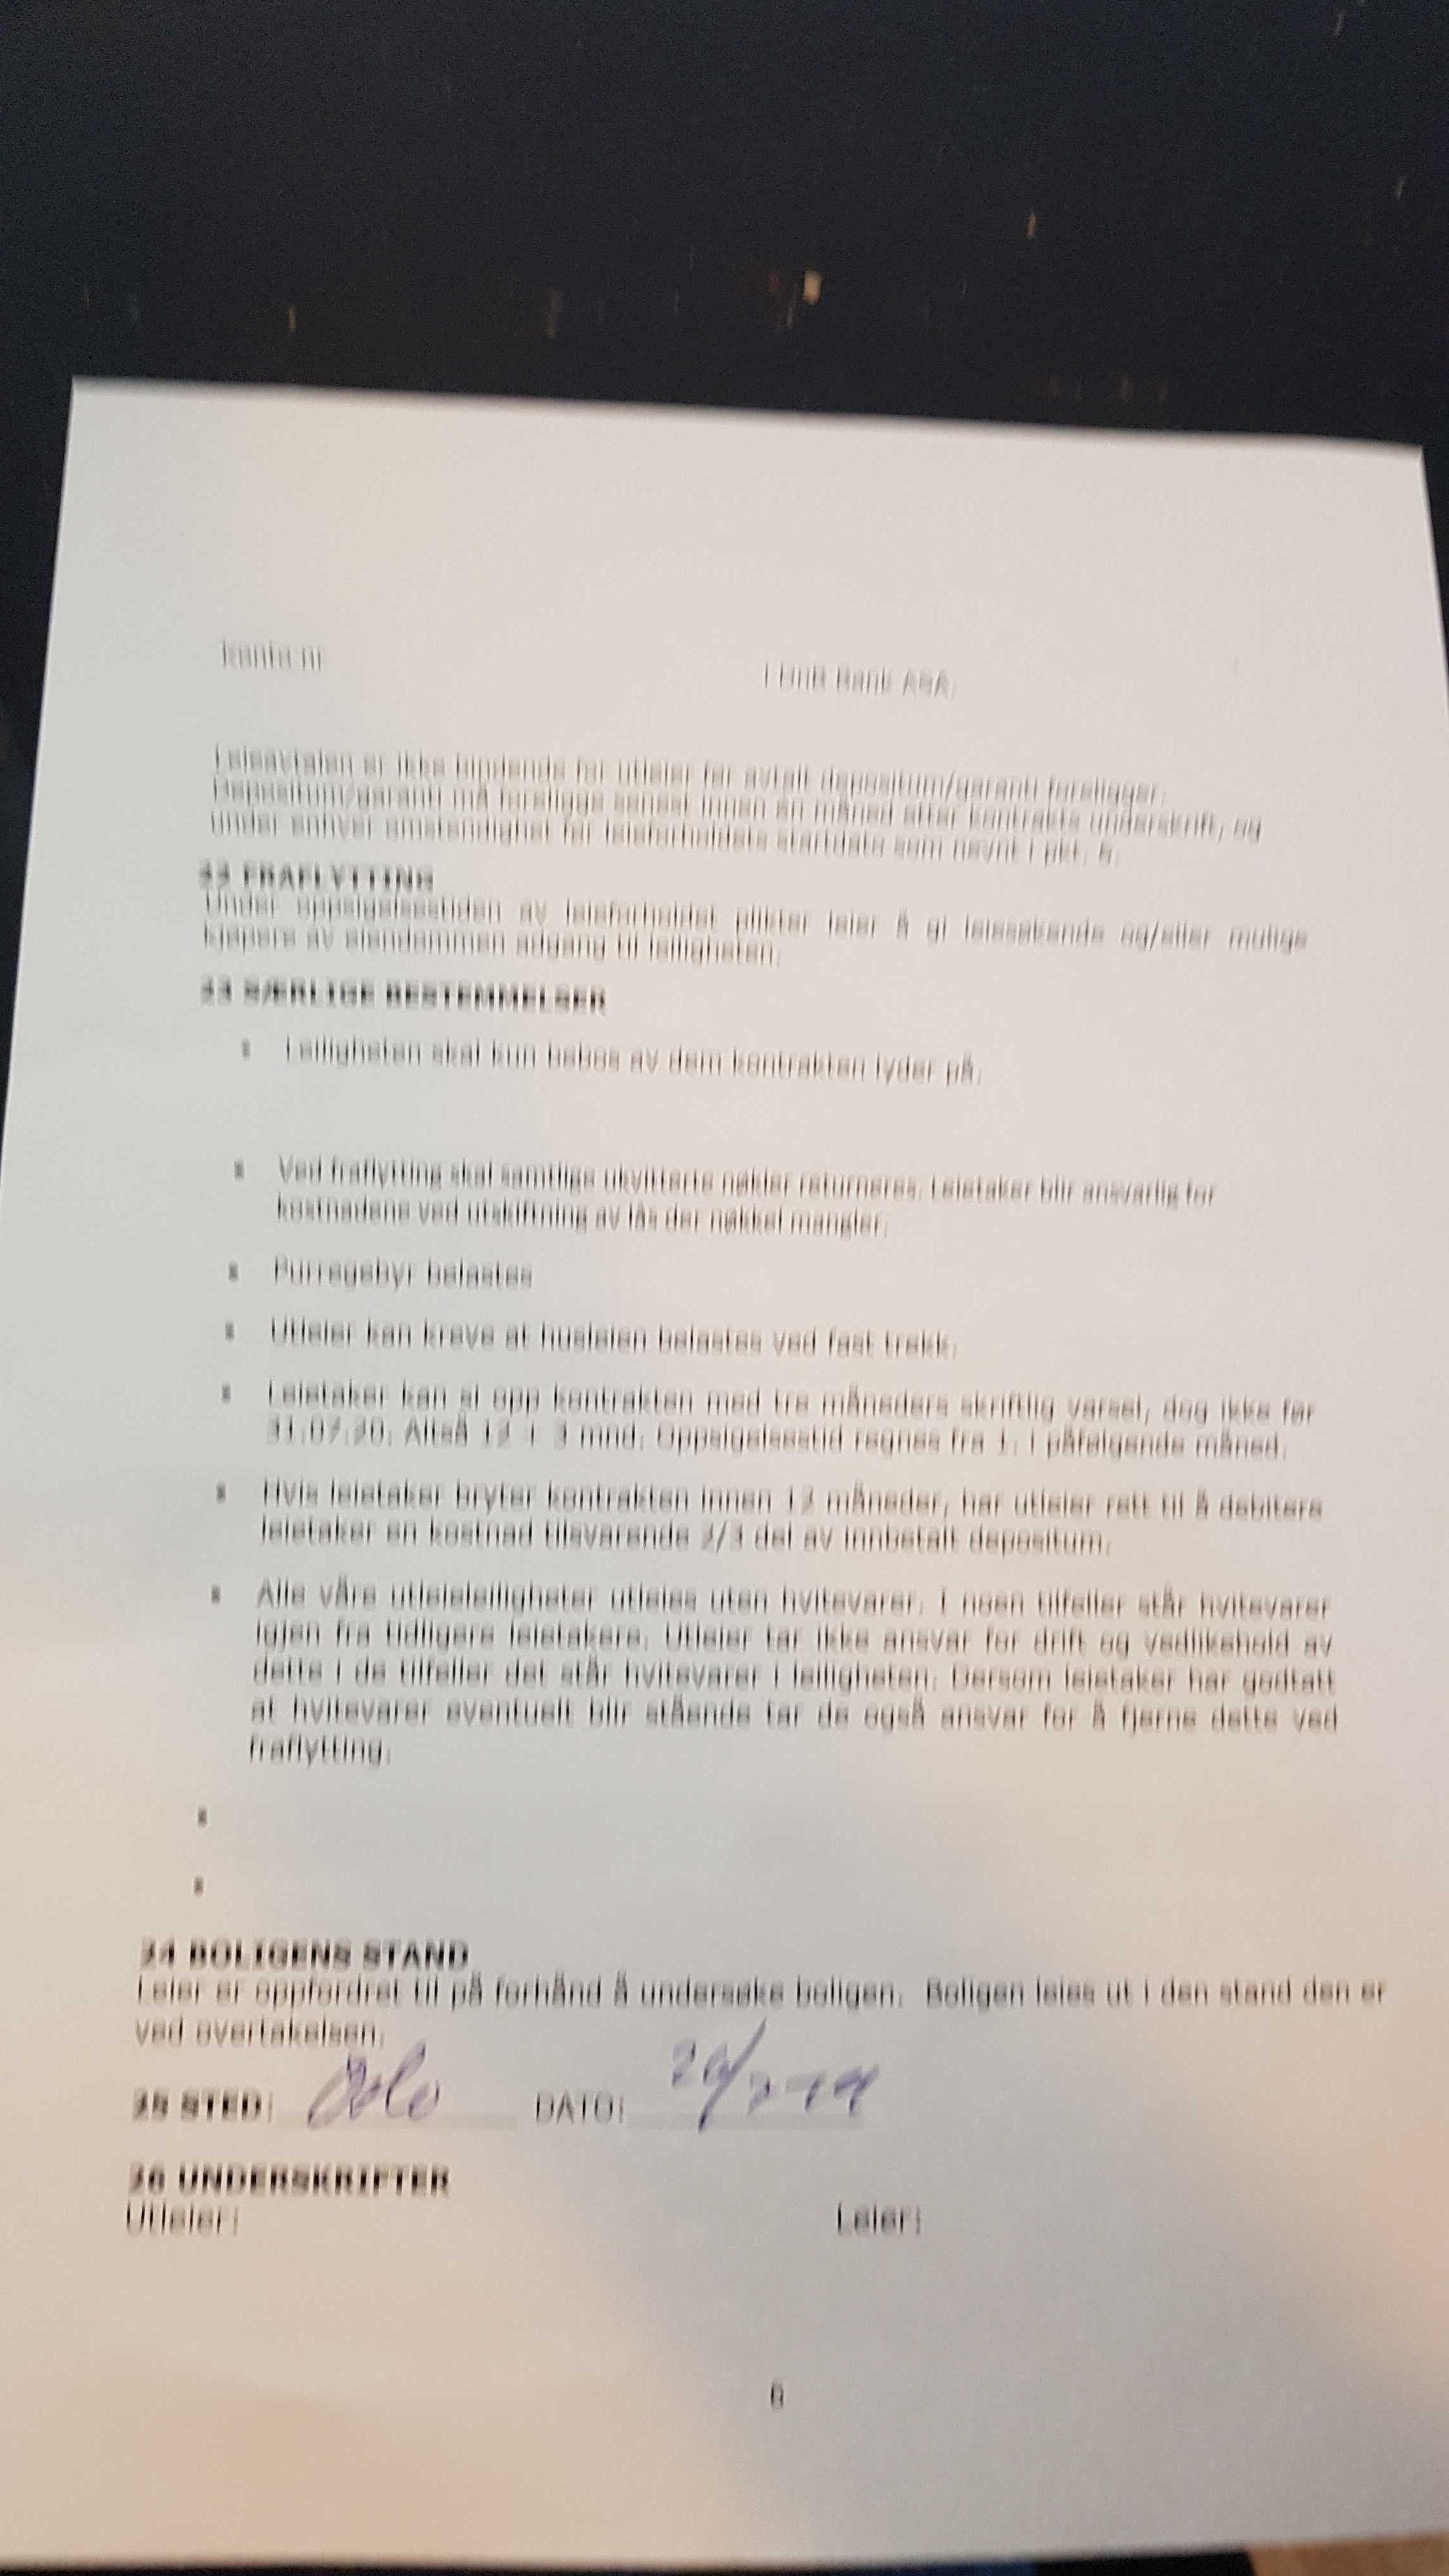 konto nr
i DnB Bank ASA.
Leieavtalen er ikke bindende for utleier før avtalt depositum/garanti foreligger.
Depositum/garanti må foreligge senest innen en måned etter kontrakts underskrift, og
under enhver omstendighet før leieforholdets startdato som nevnt i pkt.
FRAFLYTTING
Under oppsigelsestiden av leieforholdet plikter leier å gi leiesøkende og/eller mulige
kjøpere av eiendommen adgang til leiligheten.
33 SÆRLIGE BESTEMMELSER
Leiligheten skal kun bebos av dem kontrakten lyder på.
Ved fraflytting skal samtlige ukvitterte nøkler returneres. Leietaker blir ansvarlig for
kostnadene ved utskiftning av lås der nøkkel mangler.
Purregebyr belastes
Utleier kan kreve at husleien belastes ved fast trekk.
Leietaker kan si opp kontrakten med tre måneders skriftlig varsel, dog ikke før
31.07.20. Altså 12 + 3 mnd. Oppsigelsestid regnes fra 1. i påfølgende måned.
Hvis leietaker bryter kontrakten innen 12 måneder, har utleier rett til å debitere
leietaker en kostnad tilsvarende 2/3 del av innbetalt depositum.
Alle våre utleieleiligheter utleies uten hvitevarer. I noen tilfeller står hvitevarer
igjen fra tidligere leietakere. Utleier tar ikke ansvar for drift og vedlikehold av
dette i de tilfeller det står hvitevarer i leiligheten. Dersom leietaker har godtatt
at hvitevarer eventuelt blir stående tar de også ansvar for å fjerne dette ved
fraflytting.
34 BOLIGENS STAND
Leier er oppfordret til på forhånd å undersøke boligen. Boligen leies ut i den stand den er
ved overtakelsen.
35 STED: Oslo DATO:
36 UNDERSKRIFTER
Utleier: Leier: